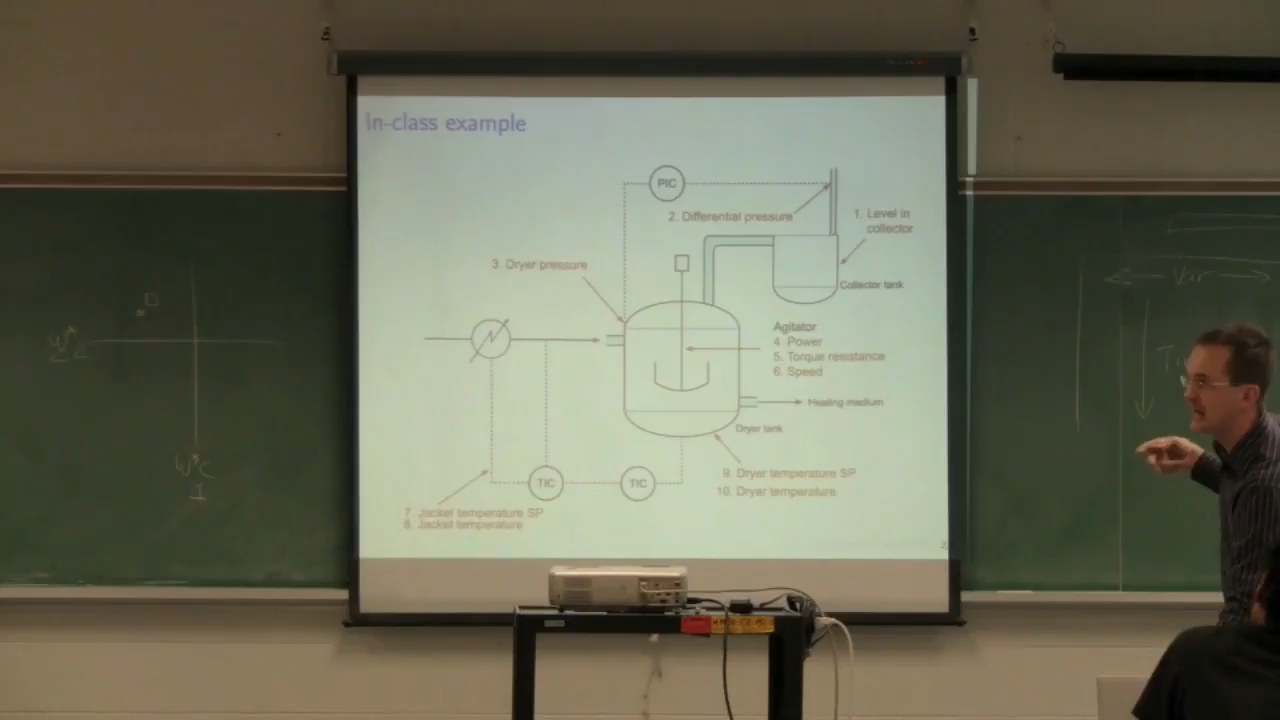 in-class example
PIC
2. Differential pressure
1. Level in
collector
3. Dryer pressure
Collector tank
Agitator
4. Power
5. Torque resistance
6. Speed
Heating medium
Dryer tank
TIC
TIC
9. Dryer temperature SP
10. Dryer temperature
7. Jacket temperature SP
8. Jacket temperature
Var